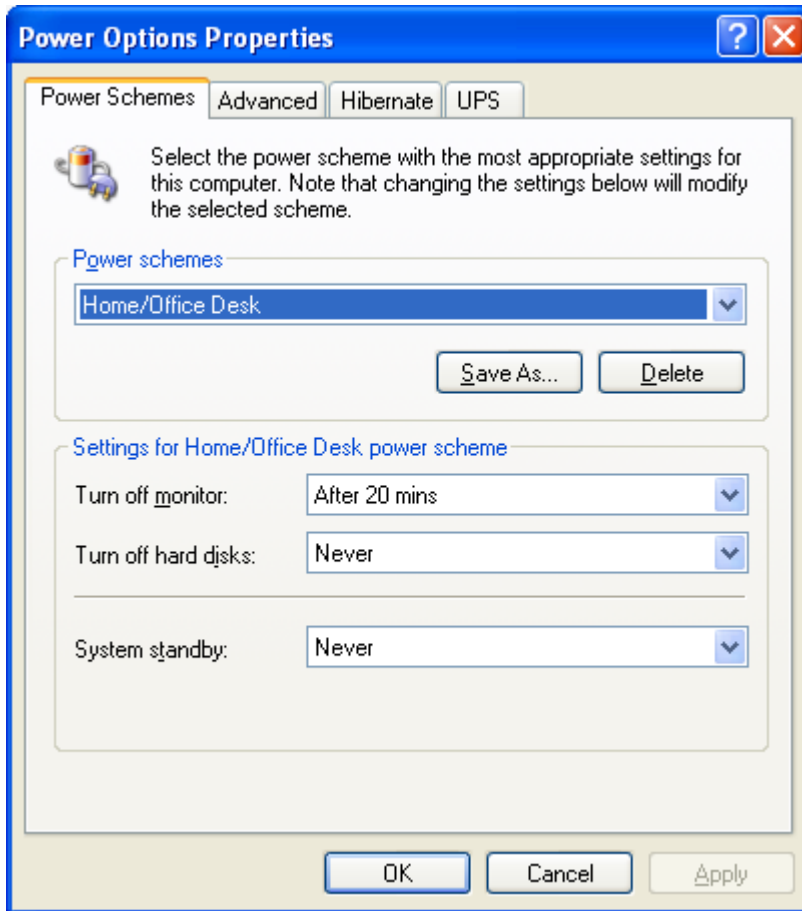 Power Options Properties
Power Schemes Advanced Hibernate UPS
Select the power scheme with the most appropriate settings for
this computer. Note that changing the settings below will modify
the selected scheme.
Power schemes
Home/Office Desk
Save As... Delete
Settings for Home/Office Desk power scheme
Turn off monitor: After 20 mins
Turn off hard disks: Never
System standby: Never
OK Cancel Apply